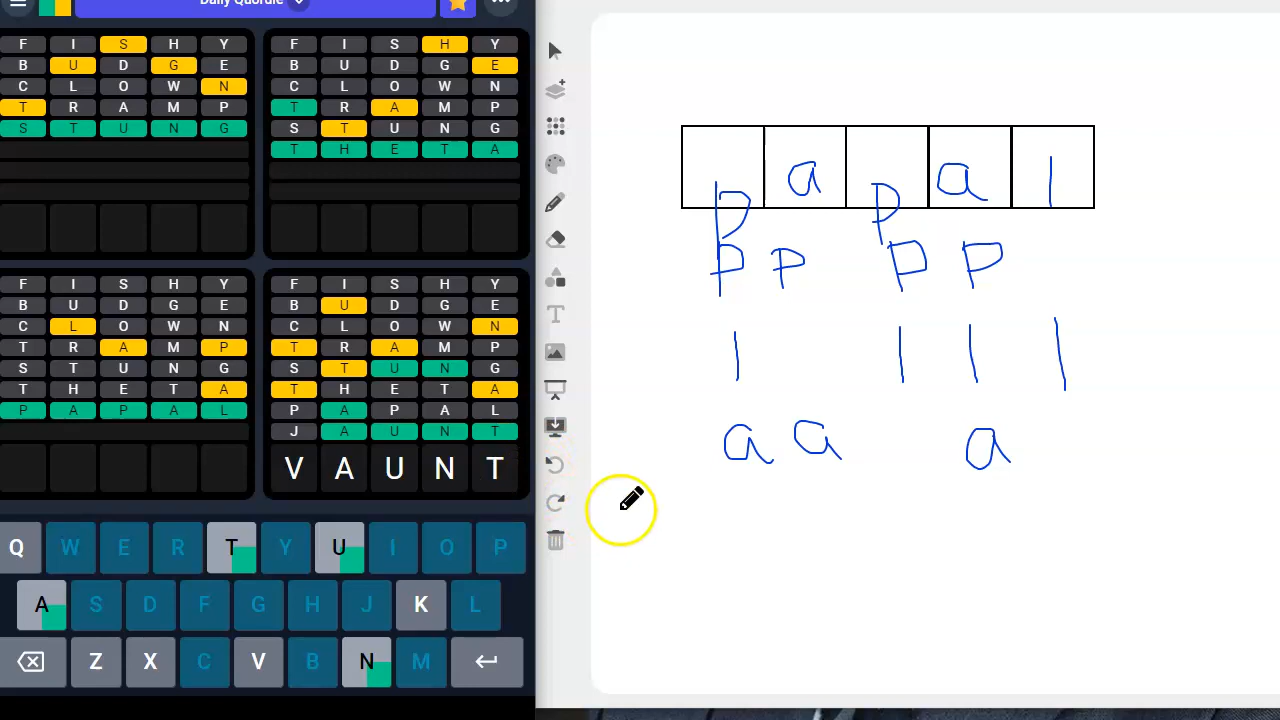 Daily Quordle
F I S H Y
B U D G E
C L O W N
T R A M P
S T U N G
F I S H Y
B U D G E
C L O W N
T R A M P
S T U N G
T H E T A
F I S H Y
B U D G E
C L O W N
T R A M P
S T U N G
T H E T A
P A P A L
F I S H Y
B U D G E
C L O W N
T R A M P
S T U N G
T H E T A
P A P A L
J A U N T
V A U N T
Q W E R T Y U I O P
A S D F G H J K L
Z X C V B N M
p a p a l
p p p p
l l l l
a a a
T